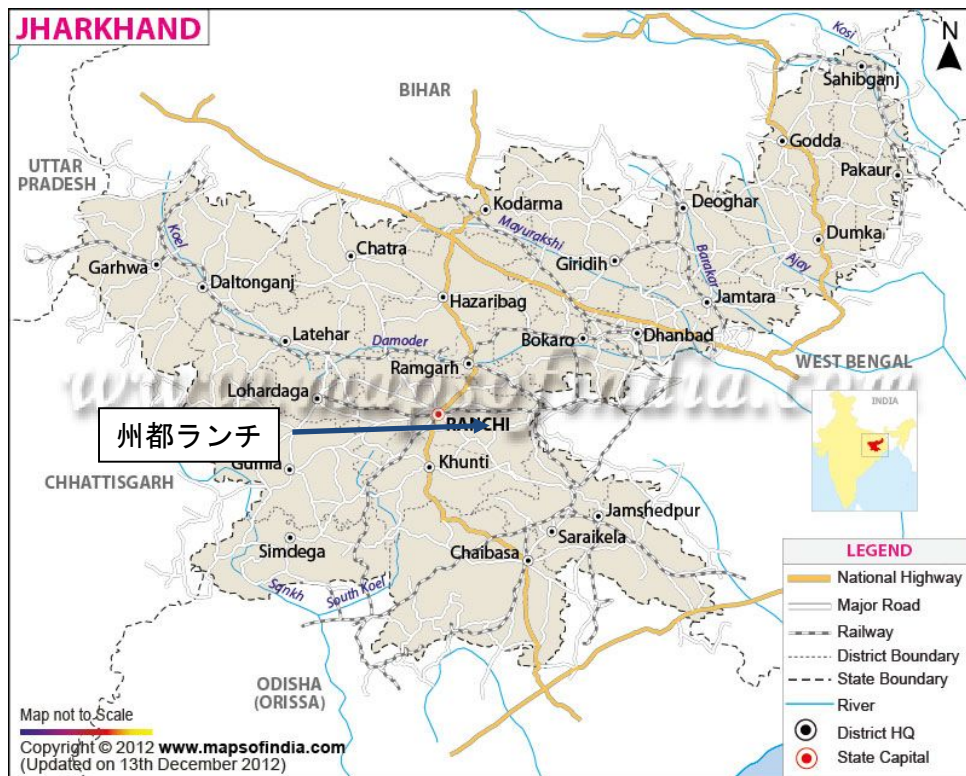 JHARKHAND
N
Kosi
Sahibganj
BIHAR
Godda
UTTAR
PRADESH
Pakaur
Kodarma
Deoghar
Koel
Mayurakshi
Dumka
Chatra
Barakar
Giridih
Ajay
Garhwa
Daltonganj
Hazaribag
Jamtara
Latehar
Damoder
Bokaro
Dhanbad
Ramgarh
WEST BENGAL
www.mapsofindia.com
Lohardaga
INDIA
州都ランチ
RANCHI
Gumla
Khunti
CHHATTISGARH
Jamshedpur
Saraikela
Simdega
Chaibasa
Sankh
South Koel
ODISHA
(ORISSA)
LEGEND
National Highway
Major Road
Railway
District Boundary
State Boundary
River
District HQ
State Capital
Map not to Scale
Copyright © 2012 www.mapsofindia.com
(Updated on 13th December 2012)